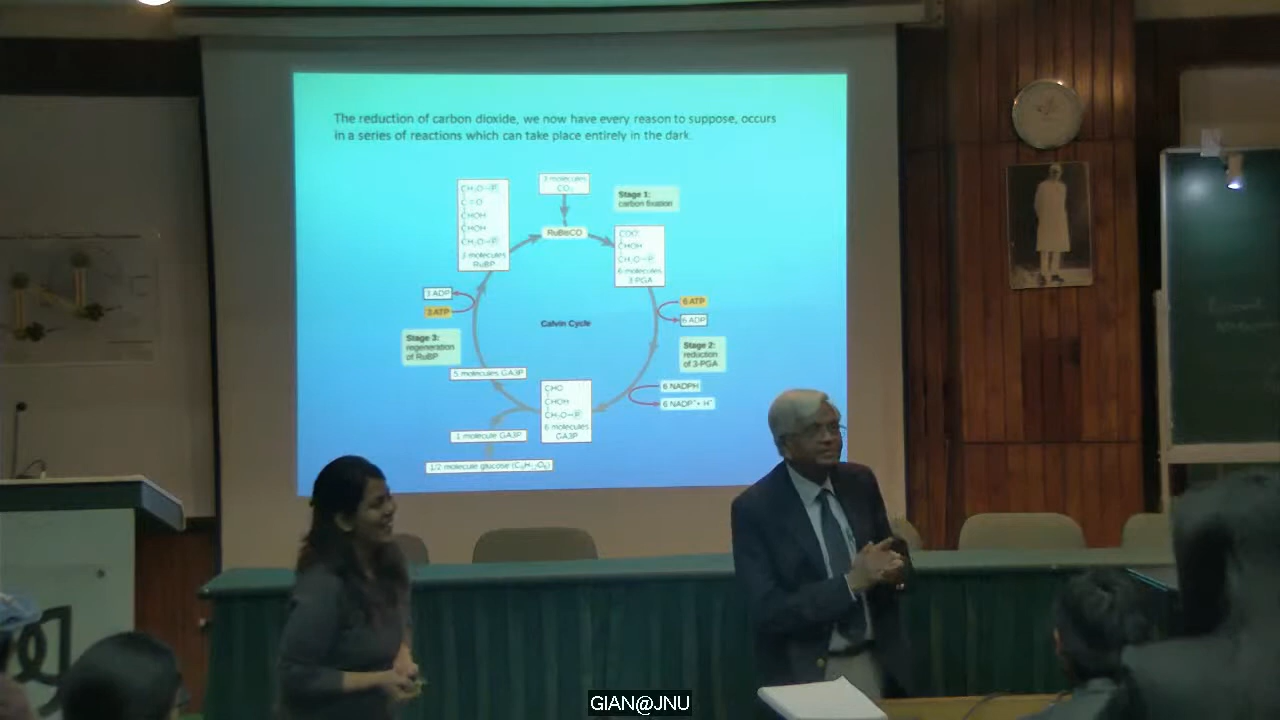 The reduction of carbon dioxide, we now have every reason to suppose, occurs
in a series of reactions which can take place entirely in the dark.
3 molecules
CO₂
Stage 1:
carbon fixation
CH₂O–P
C=O
CHOH
CHOH
CH₂O–P
3 molecules
RuBP
RuBisCO
COO⁻
CHOH
CH₂O–P
6 molecules
3 PGA
3 ADP
3 ATP
6 ATP
6 ADP
Calvin Cycle
Stage 3:
regeneration
of RuBP
Stage 2:
reduction
of 3-PGA
5 molecules GA3P
6 NADPH
6 NADP⁺+ H⁺
CHO
CHOH
CH₂O–P
6 molecules
GA3P
1 molecule GA3P
1/2 molecule glucose (C₆H₁₂O₆)
GIAN@JNU